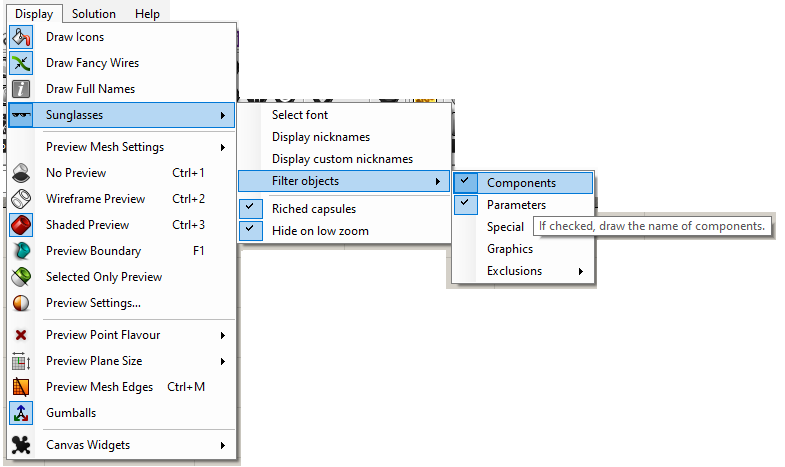 Display Solution Help
Draw Icons
Draw Fancy Wires
Draw Full Names
Sunglasses
Preview Mesh Settings
No Preview Ctrl+1
Wireframe Preview Ctrl+2
Shaded Preview Ctrl+3
Preview Boundary F1
Selected Only Preview
Preview Settings...
Preview Point Flavour
Preview Plane Size
Preview Mesh Edges Ctrl+M
Gumballs
Canvas Widgets
Select font
Display nicknames
Display custom nicknames
Filter objects
Riched capsules
Hide on low zoom
Components
Parameters
Special
If checked, draw the name of components.
Graphics
Exclusions